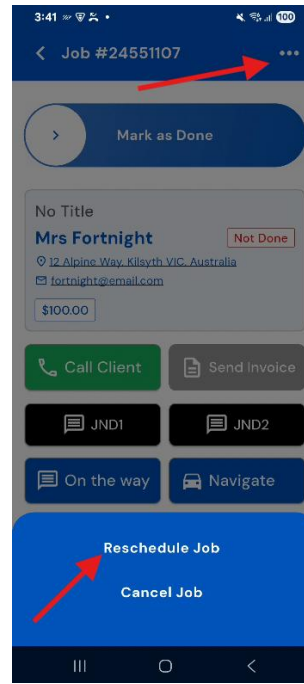 3:41
100
Job #24551107
Mark as Done
No Title
Mrs Fortnight
Not Done
12 Alpine Way, Kilsyth VIC, Australia
fortnight@email.com
$100.00
Call Client
Send Invoice
JND1
JND2
On the way
Navigate
Reschedule Job
Cancel Job